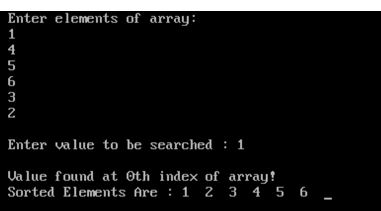 Enter elements of array:
1
4
5
6
3
2
Enter value to be searched : 1
Value found at 0th index of array!
Sorted Elements Are : 1 2 3 4 5 6 _